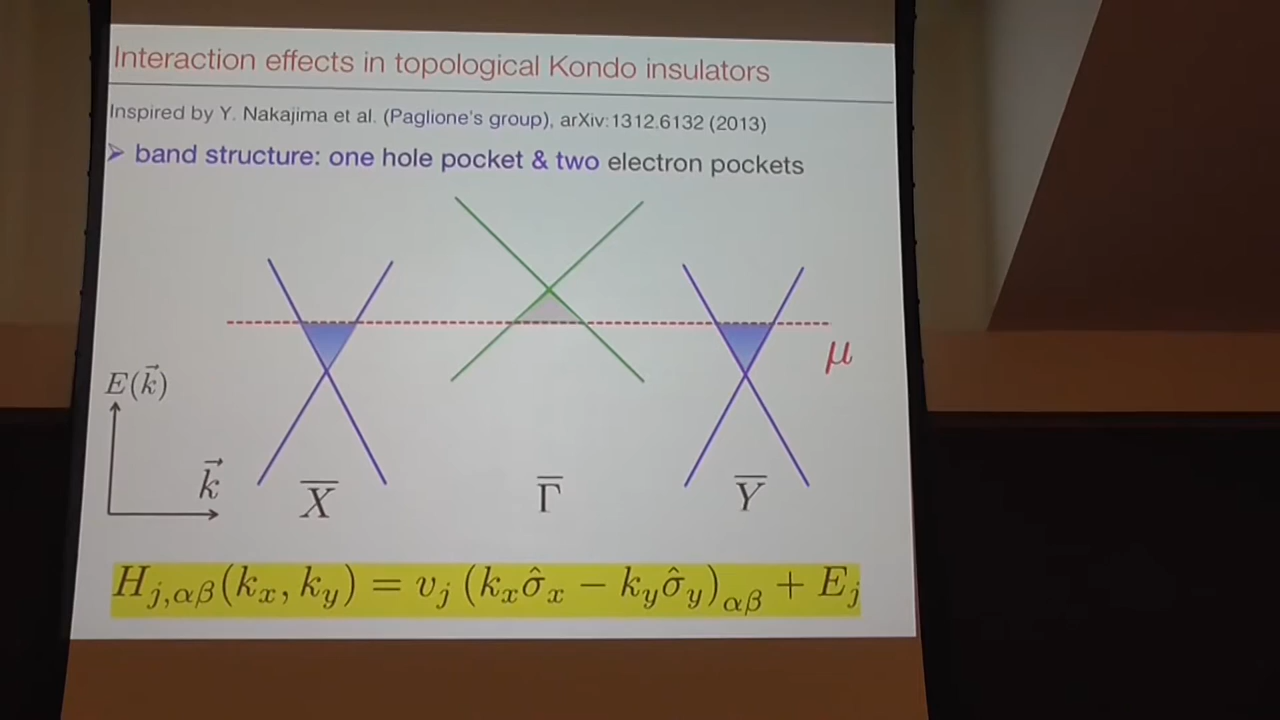 Interaction effects in topological Kondo insulators
Inspired by Y. Nakajima et al. (Paglione's group), arXiv:1312.6132 (2013)
➢ band structure: one hole pocket & two electron pockets
μ
E(k⃗)
k⃗
X̅
Γ̅
Y̅
H_{j,αβ}(k_x, k_y) = v_j (k_x σ̂_x − k_y σ̂_y)_{αβ} + E_j